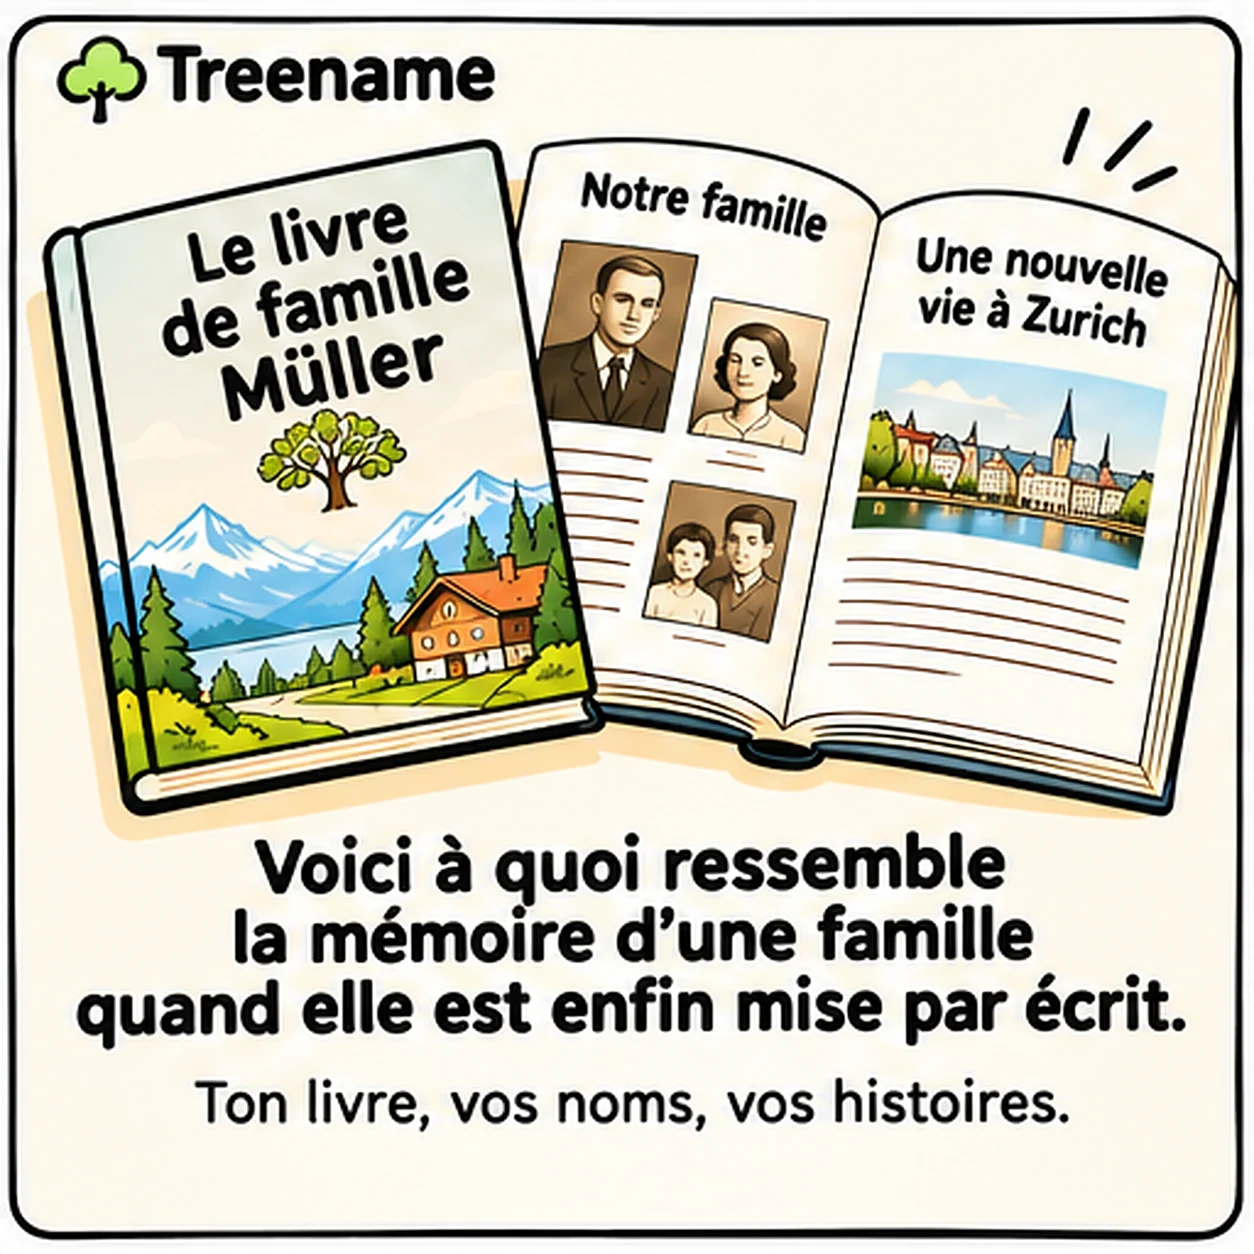 Treename
Le livre
de famille
Müller
Notre famille
Une nouvelle
vie à Zurich
Voici à quoi ressemble
la mémoire d'une famille
quand elle est enfin mise par écrit.
Ton livre, vos noms, vos histoires.